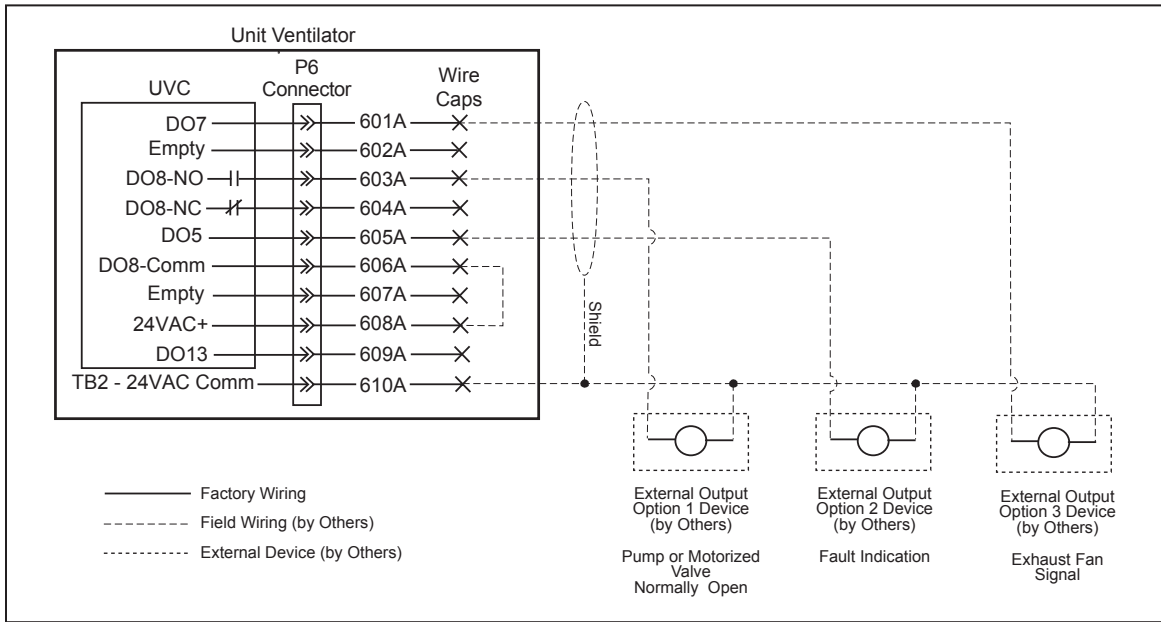 Unit Ventilator
P6
Connector
Wire
Caps
UVC
DO7
601A
Empty
602A
DO8-NO
603A
DO8-NC
604A
DO5
605A
DO8-Comm
606A
Empty
607A
24VAC+
608A
DO13
609A
TB2 - 24VAC Comm
610A
Shield
Factory Wiring
Field Wiring (by Others)
External Device (by Others)
External Output
Option 1 Device
(by Others)
Pump or Motorized
Valve
Normally Open
External Output
Option 2 Device
(by Others)
Fault Indication
External Output
Option 3 Device
(by Others)
Exhaust Fan
Signal